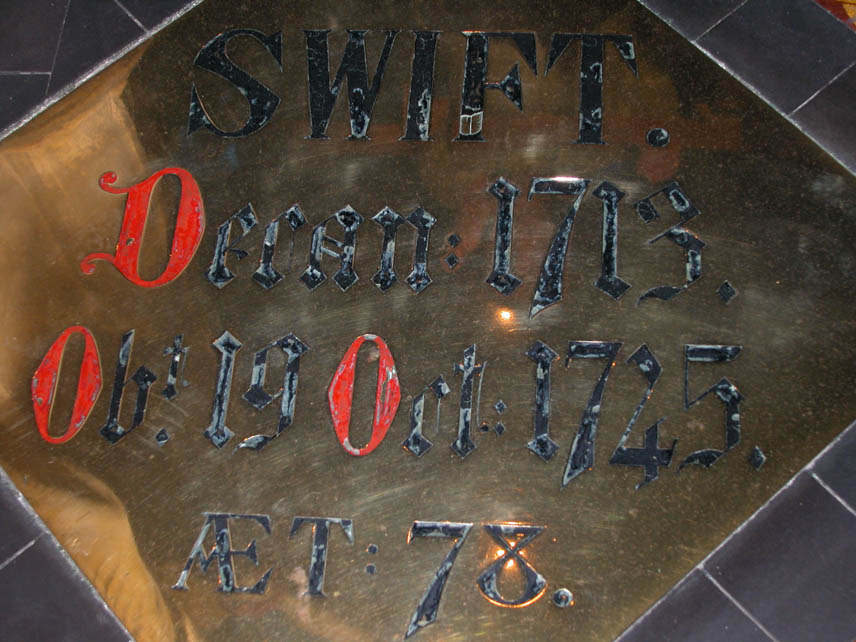 SWIFT.
Decan: 1713.
Obt. 19 Oct: 1745.
ÆT: 78.